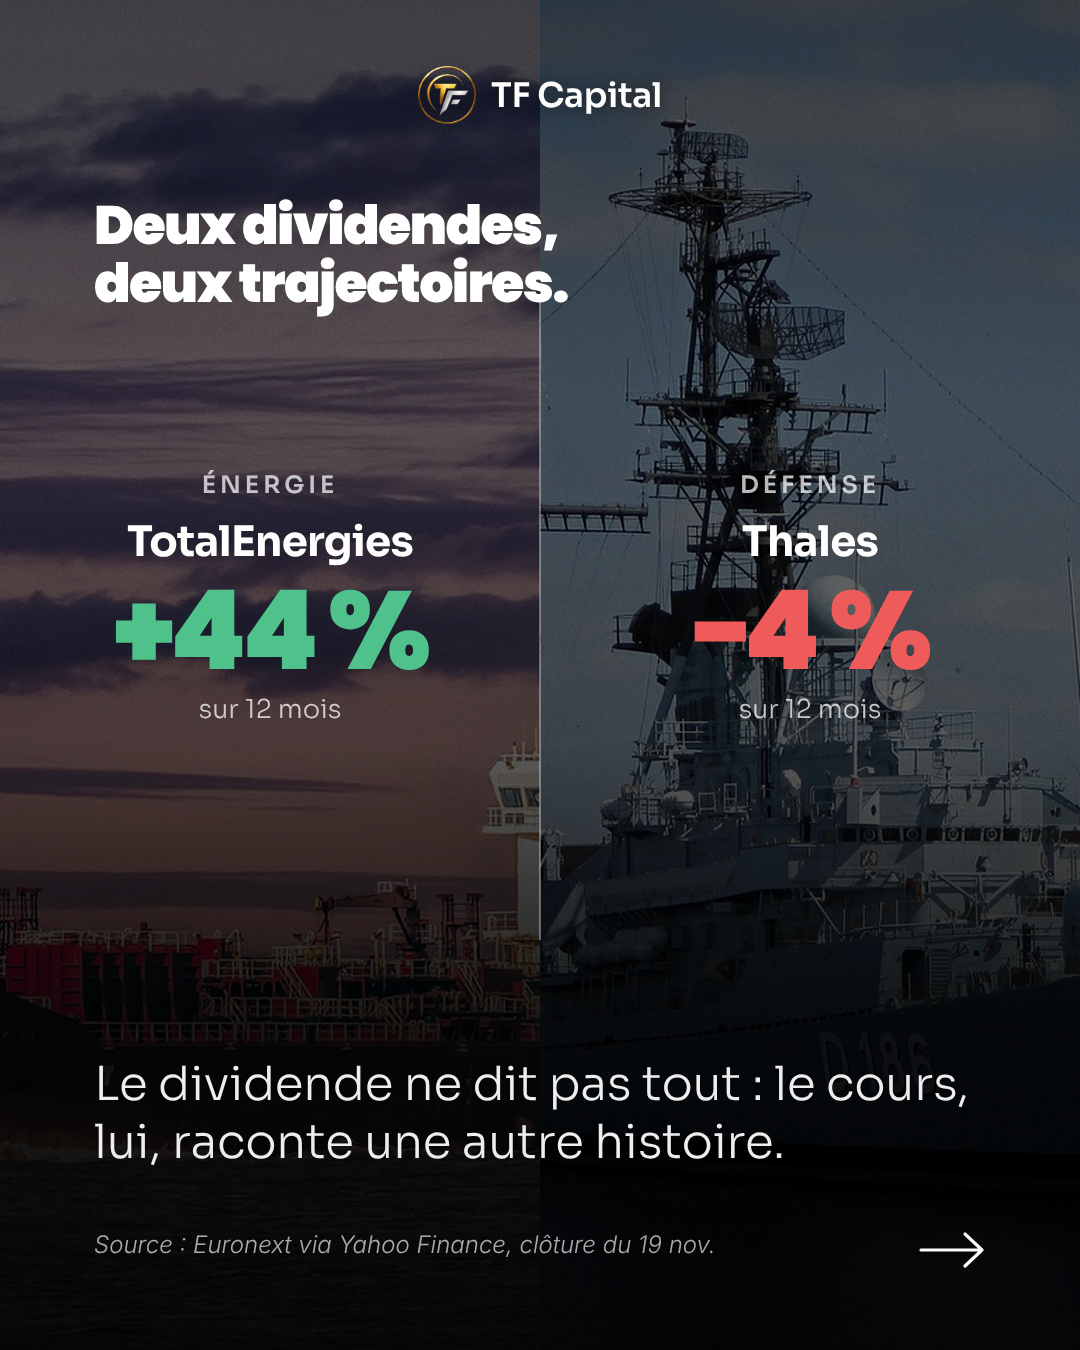 TF Capital
Deux dividendes,
deux trajectoires.
ÉNERGIE
TotalEnergies
+44 %
sur 12 mois
DÉFENSE
Thales
-4 %
sur 12 mois
D 186
Le dividende ne dit pas tout : le cours,
lui, raconte une autre histoire.
Source : Euronext via Yahoo Finance, clôture du 19 nov.